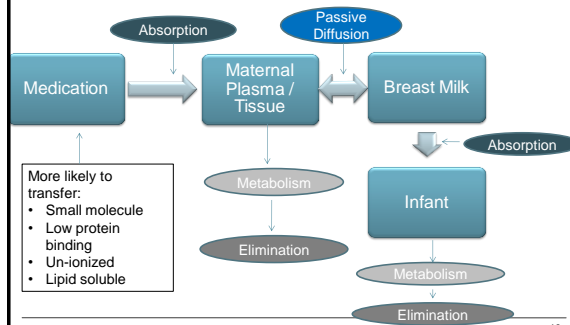 Absorption
Passive
Diffusion
Medication
Maternal
Plasma /
Tissue
Breast Milk
Absorption
More likely to
transfer:
• Small molecule
• Low protein
binding
• Un-ionized
• Lipid soluble
Metabolism
Elimination
Infant
Metabolism
Elimination